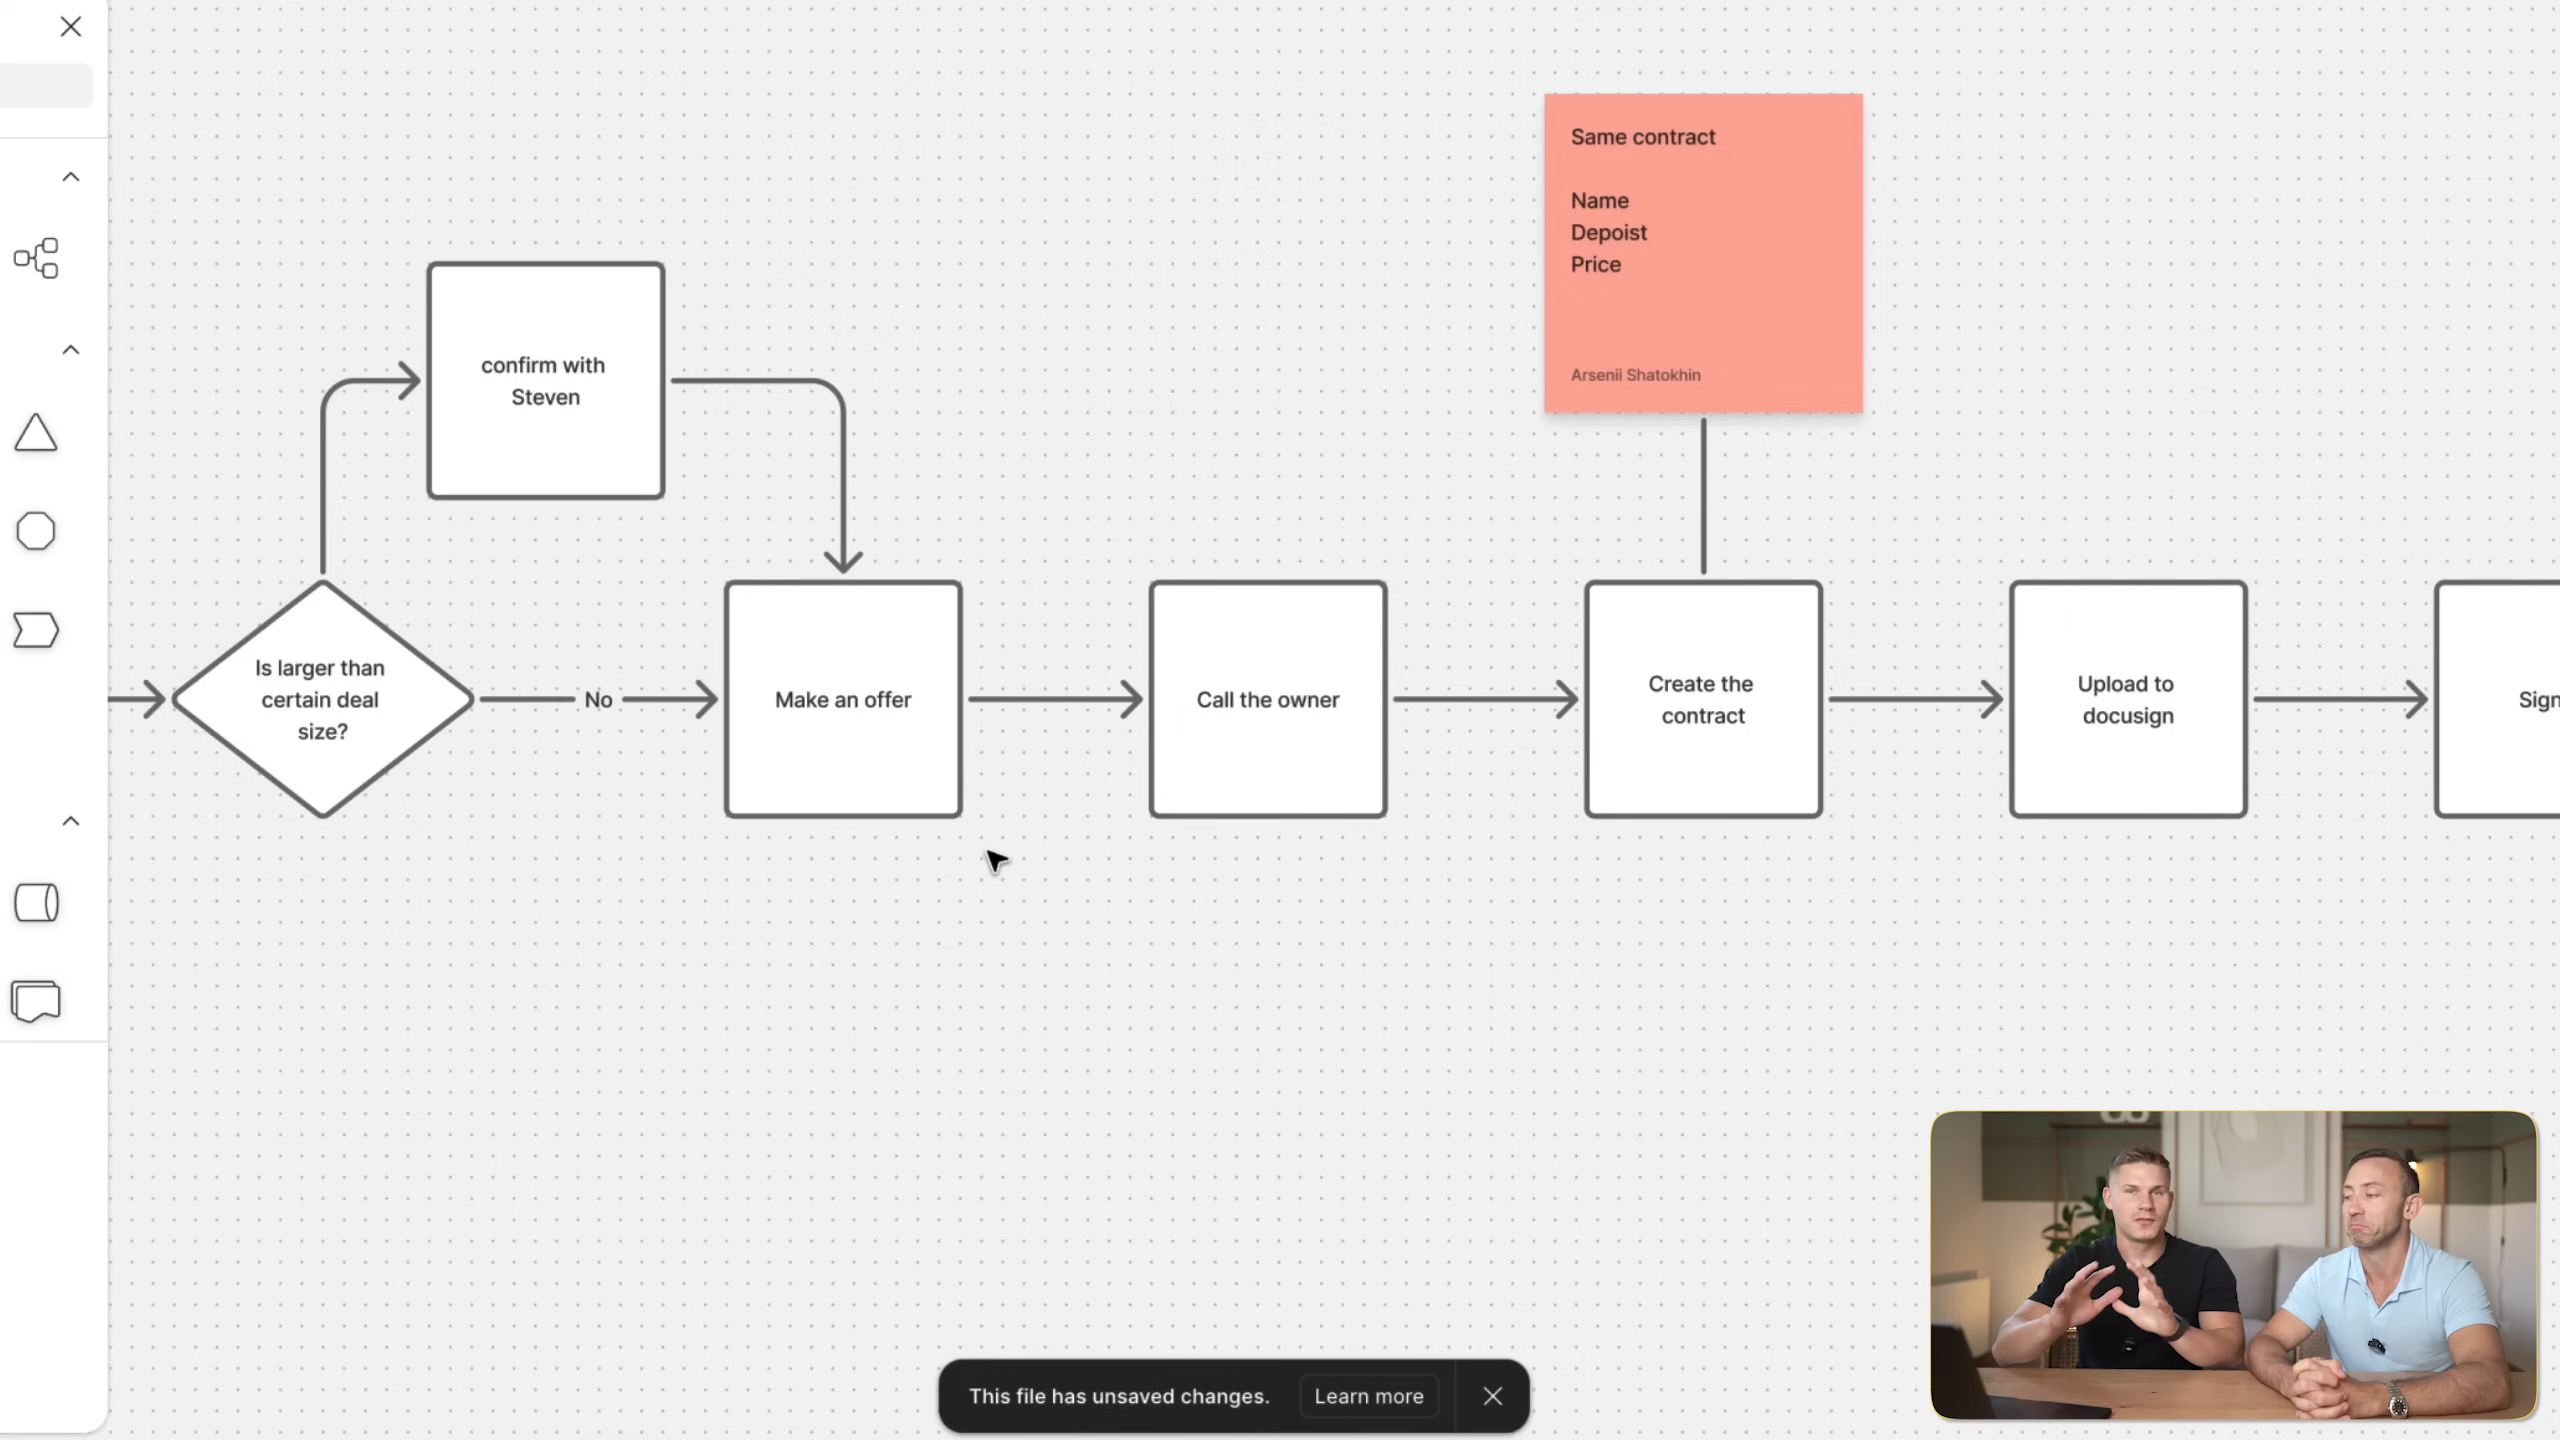 Same contract
Name
Depoist
Price
Arsenii Shatokhin
confirm with
Steven
Is larger than
certain deal
size?
No
Make an offer
Call the owner
Create the
contract
Upload to
docusign
Sign
This file has unsaved changes.
Learn more